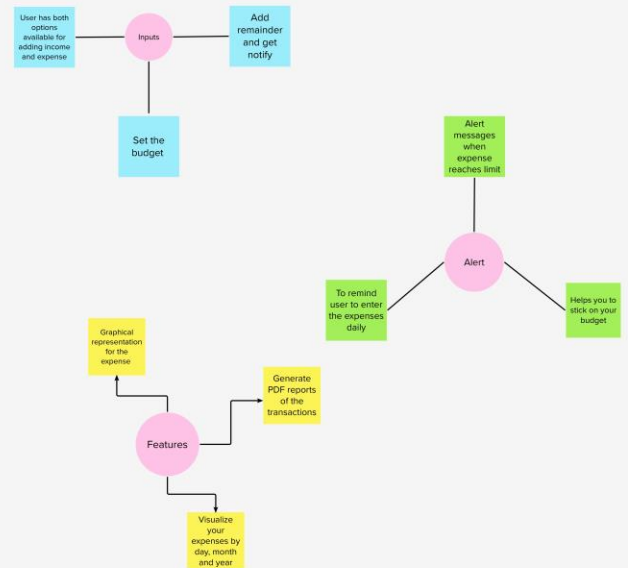 User has both
options
available for
adding income
and expense
Inputs
Add
remainder
and get
notify
Set the
budget
Alert
messages
when
expense
reaches limit
Alert
To remind
user to enter
the expenses
daily
Helps you to
stick on your
budget
Graphical
representation
for the
expense
Generate
PDF reports
of the
transactions
Features
Visualize
your
expenses by
day, month
and year